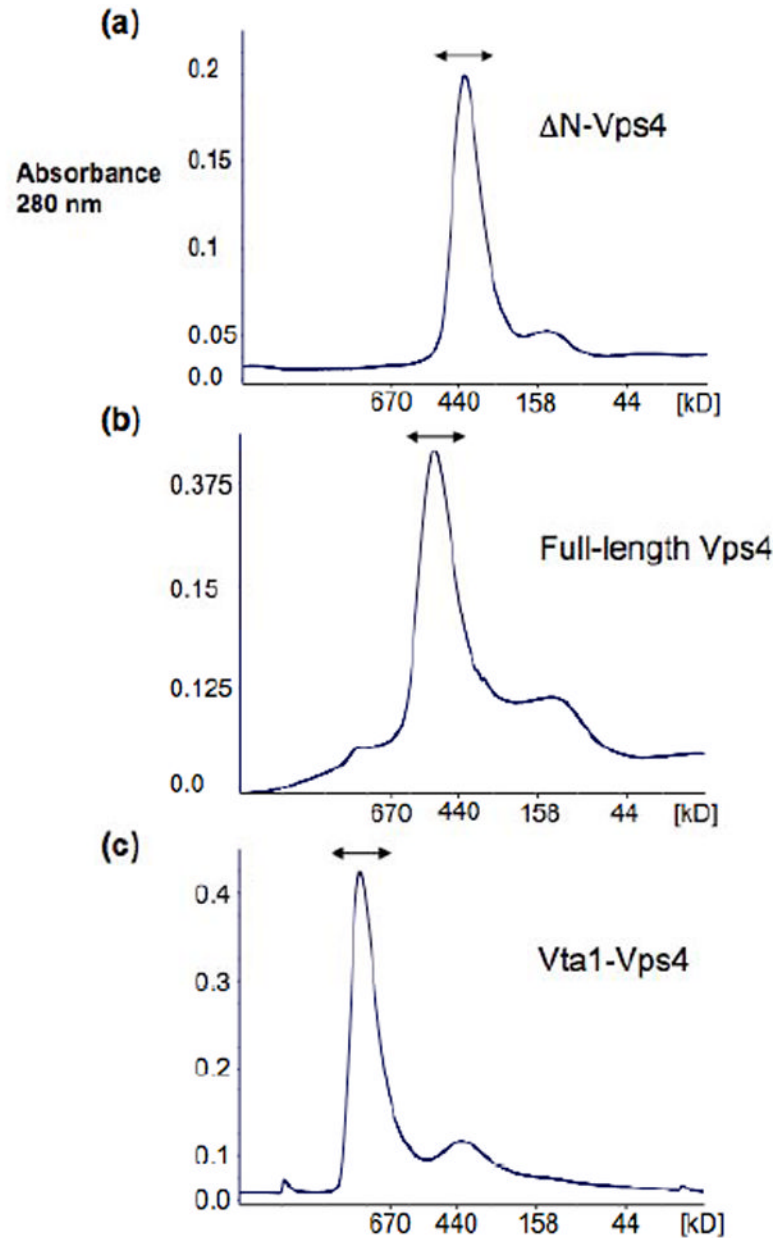 (a)
0.2
ΔN-Vps4
0.15
Absorbance
280 nm
0.1
0.05
0.0
670 440 158 44 [kD]
(b)
0.375
Full-length Vps4
0.15
0.125
0.0
670 440 158 44 [kD]
(c)
0.4
Vta1-Vps4
0.3
0.2
0.1
0.0
670 440 158 44 [kD]